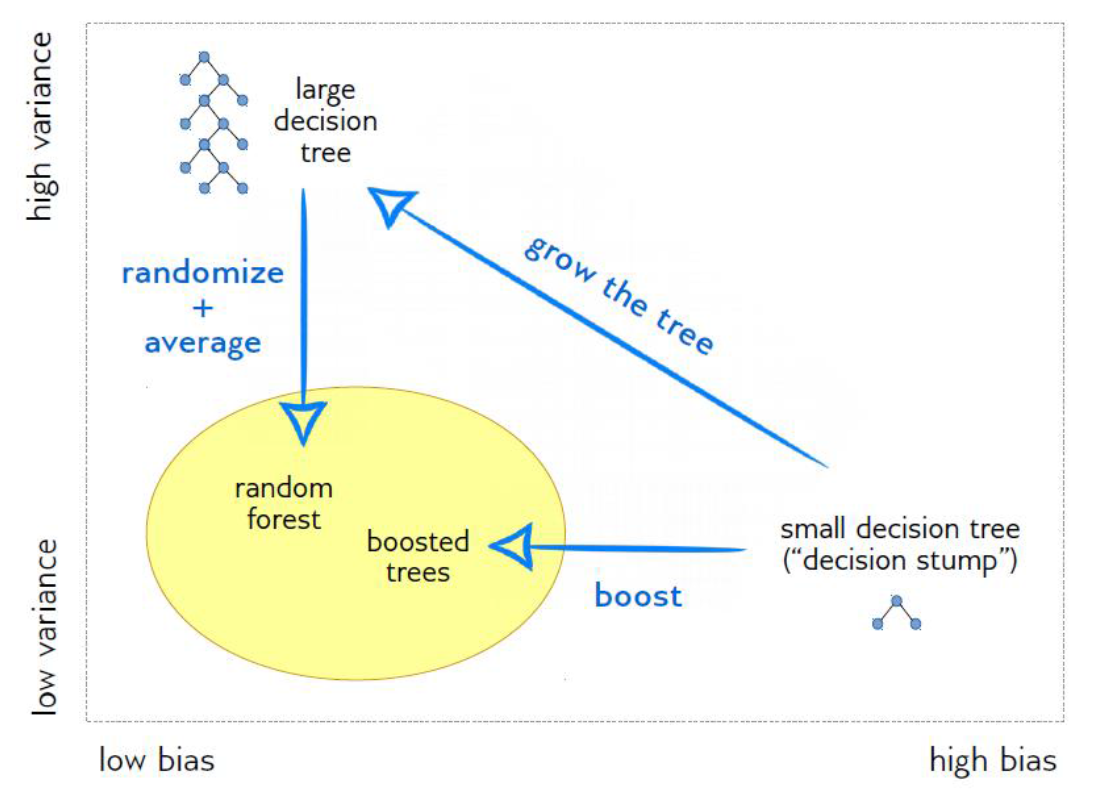 high variance
large
decision
tree
grow the tree
randomize
+
average
random
forest
boosted
trees
small decision tree
(“decision stump”)
boost
low variance
low bias
high bias